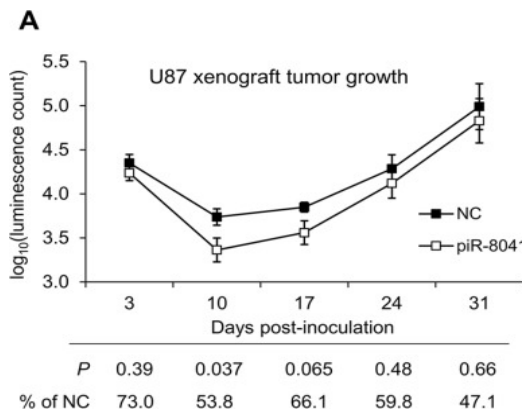 A
U87 xenograft tumor growth
5.5
5.0
4.5
4.0
3.5
3.0
log10(luminescence count)
NC
piR-8041
3 10 17 24 31
Days post-inoculation
P 0.39 0.037 0.065 0.48 0.66
% of NC 73.0 53.8 66.1 59.8 47.1